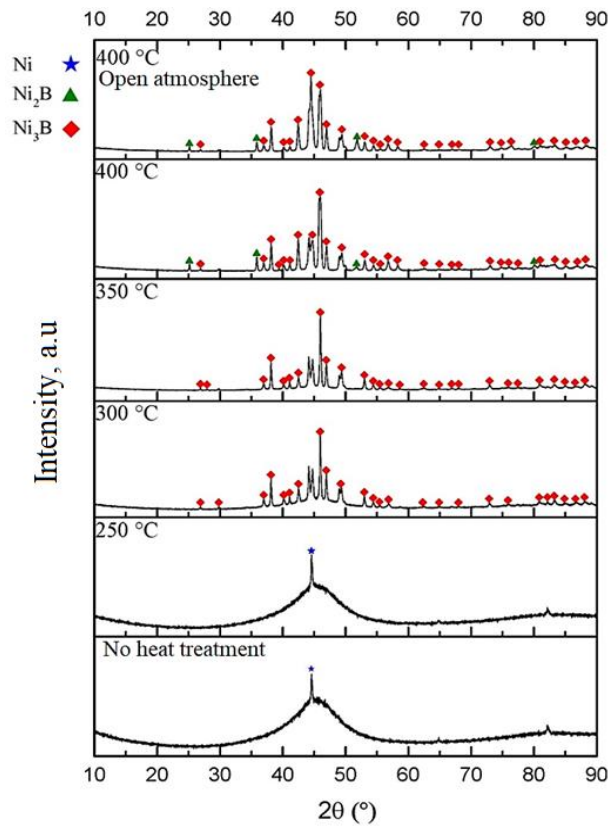 Ni
Ni₂B
Ni₃B
Intensity, a.u
400 °C
Open atmosphere
400 °C
350 °C
300 °C
250 °C
No heat treatment
10 20 30 40 50 60 70 80 90
10 20 30 40 50 60 70 80 90
2θ (°)